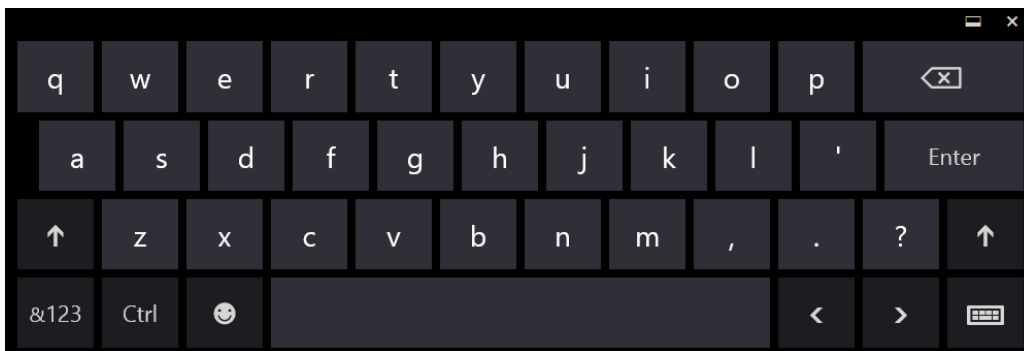 q w e r t y u i o p
a s d f g h j k l ' Enter
z x c v b n m , . ?
&123 Ctrl < >